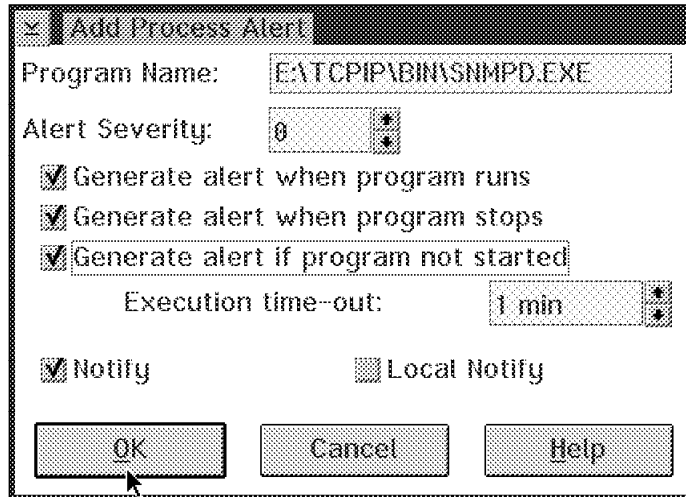 Add Process Alert
Program Name: E:\TCPIP\BIN\SNMPD.EXE
Alert Severity: 0
Generate alert when program runs
Generate alert when program stops
Generate alert if program not started
Execution time-out: 1 min
Notify Local Notify
OK Cancel Help